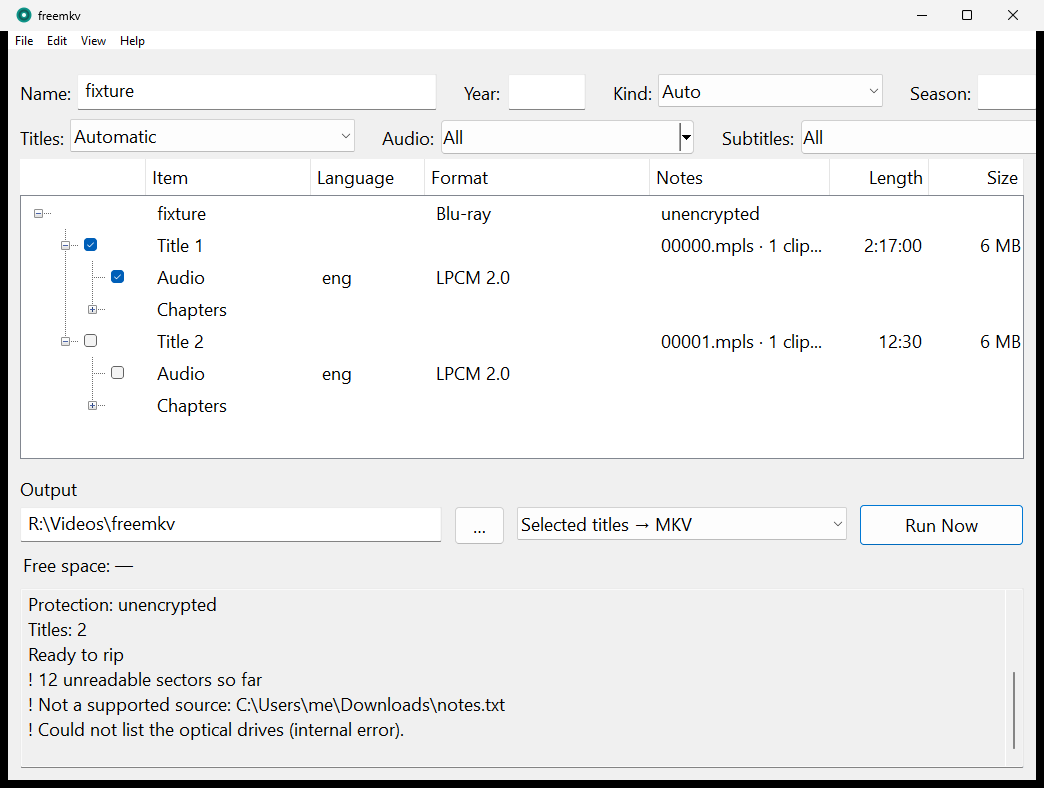 freemkv
File Edit View Help
Name: fixture Year: Kind: Auto Season:
Titles: Automatic Audio: All Subtitles: All
Item Language Format Notes Length Size
fixture Blu-ray unencrypted
Title 1 00000.mpls · 1 clip... 2:17:00 6 MB
Audio eng LPCM 2.0
Chapters
Title 2 00001.mpls · 1 clip... 12:30 6 MB
Audio eng LPCM 2.0
Chapters
Output
R:\Videos\freemkv ... Selected titles → MKV Run Now
Free space: —
Protection: unencrypted
Titles: 2
Ready to rip
! 12 unreadable sectors so far
! Not a supported source: C:\Users\me\Downloads\notes.txt
! Could not list the optical drives (internal error).